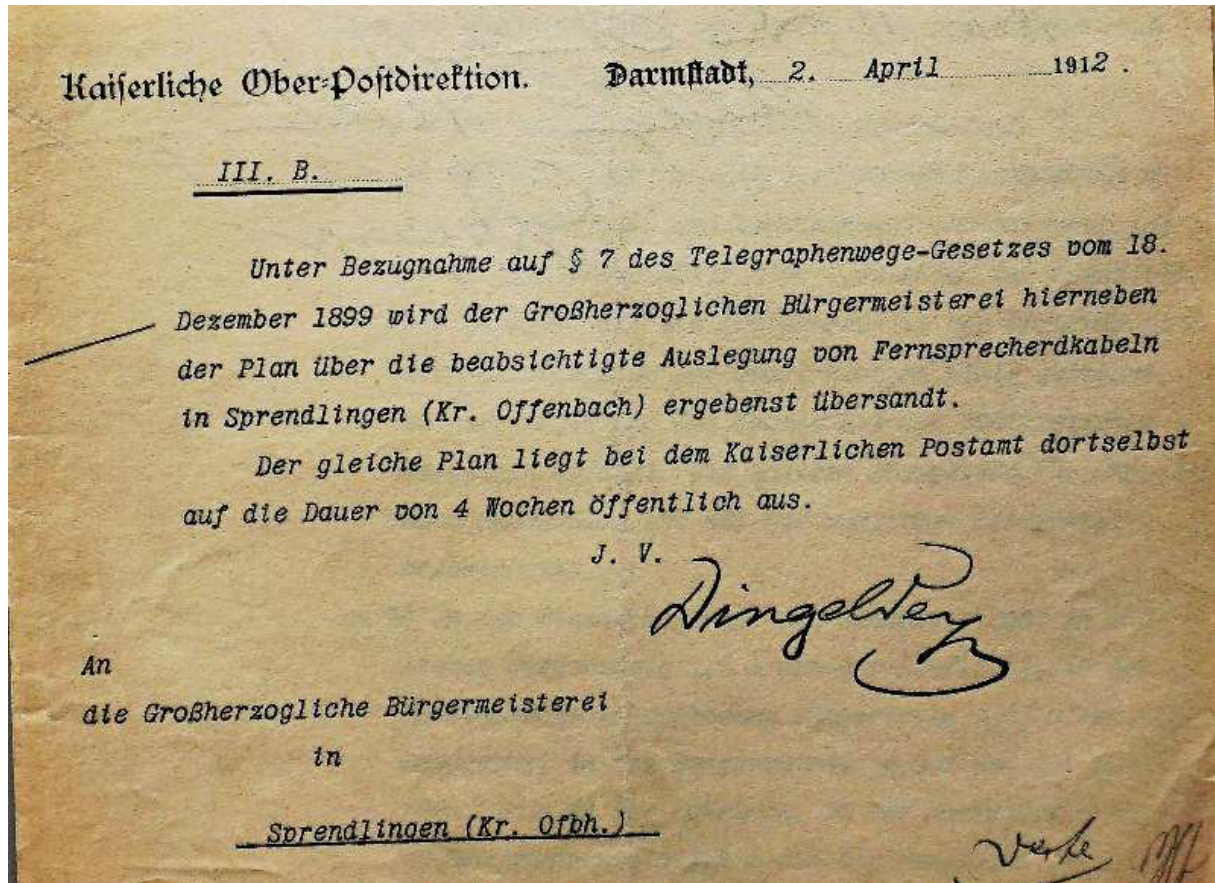 Kaiserliche Ober-Postdirektion. Darmstadt, 2. April 1912.
III. B.
Unter Bezugnahme auf § 7 des Telegraphenwege-Gesetzes vom 18.
Dezember 1899 wird der Großherzoglichen Bürgermeisterei hierneben
der Plan über die beabsichtigte Auslegung von Fernsprecherdkabeln
in Sprendlingen (Kr. Offenbach) ergebenst übersandt.
Der gleiche Plan liegt bei dem Kaiserlichen Postamt dortselbst
auf die Dauer von 4 Wochen öffentlich aus.
J. V.
Dingeldey
An
die Großherzogliche Bürgermeisterei
in
Sprendlingen (Kr. Ofbh.)